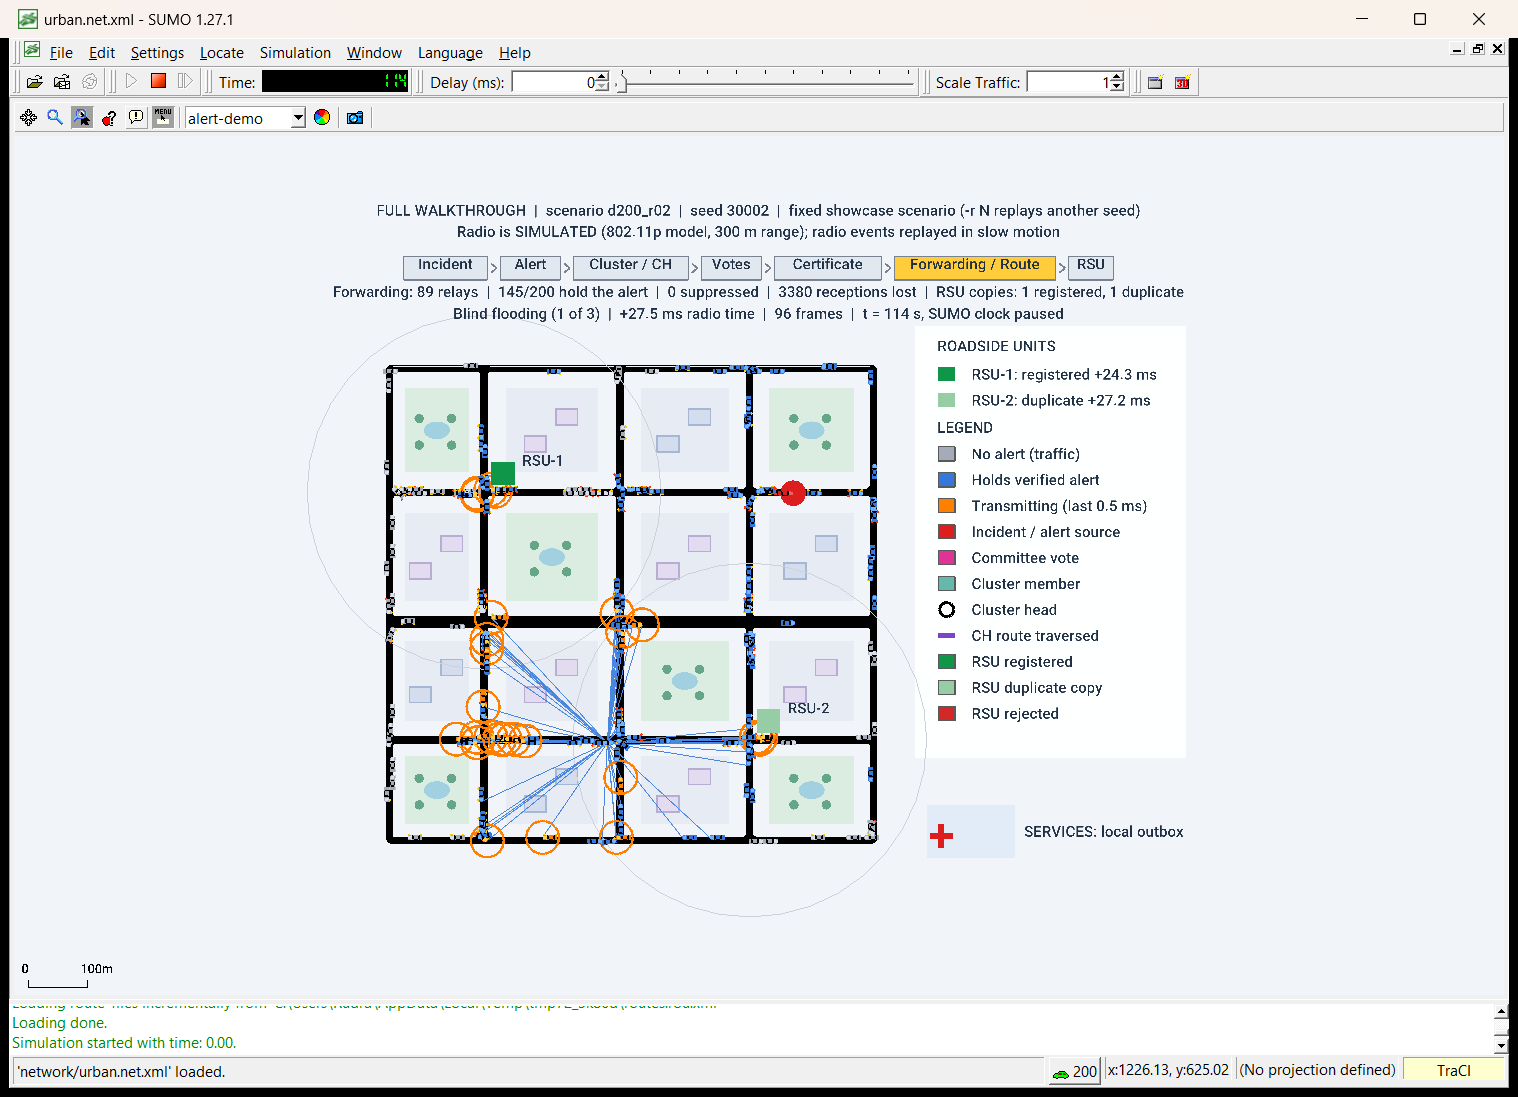 urban.net.xml - SUMO 1.27.1
File Edit Settings Locate Simulation Window Language Help
Time: 114 Delay (ms): 0 Scale Traffic: 1
MENU alert-demo
FULL WALKTHROUGH | scenario d200_r02 | seed 30002 | fixed showcase scenario (-r N replays another seed)
Radio is SIMULATED (802.11p model, 300 m range); radio events replayed in slow motion
Incident > Alert > Cluster / CH > Votes > Certificate > Forwarding / Route > RSU
Forwarding: 89 relays | 145/200 hold the alert | 0 suppressed | 3380 receptions lost | RSU copies: 1 registered, 1 duplicate
Blind flooding (1 of 3) | +27.5 ms radio time | 96 frames | t = 114 s, SUMO clock paused
ROADSIDE UNITS
RSU-1: registered +24.3 ms
RSU-2: duplicate +27.2 ms
LEGEND
No alert (traffic)
Holds verified alert
Transmitting (last 0.5 ms)
Incident / alert source
Committee vote
Cluster member
Cluster head
CH route traversed
RSU registered
RSU duplicate copy
RSU rejected
RSU-1
RSU-2
SERVICES: local outbox
0 100m
Loading done.
Simulation started with time: 0.00.
'network/urban.net.xml' loaded.
200
x:1226.13, y:625.02
(No projection defined)
TraCI